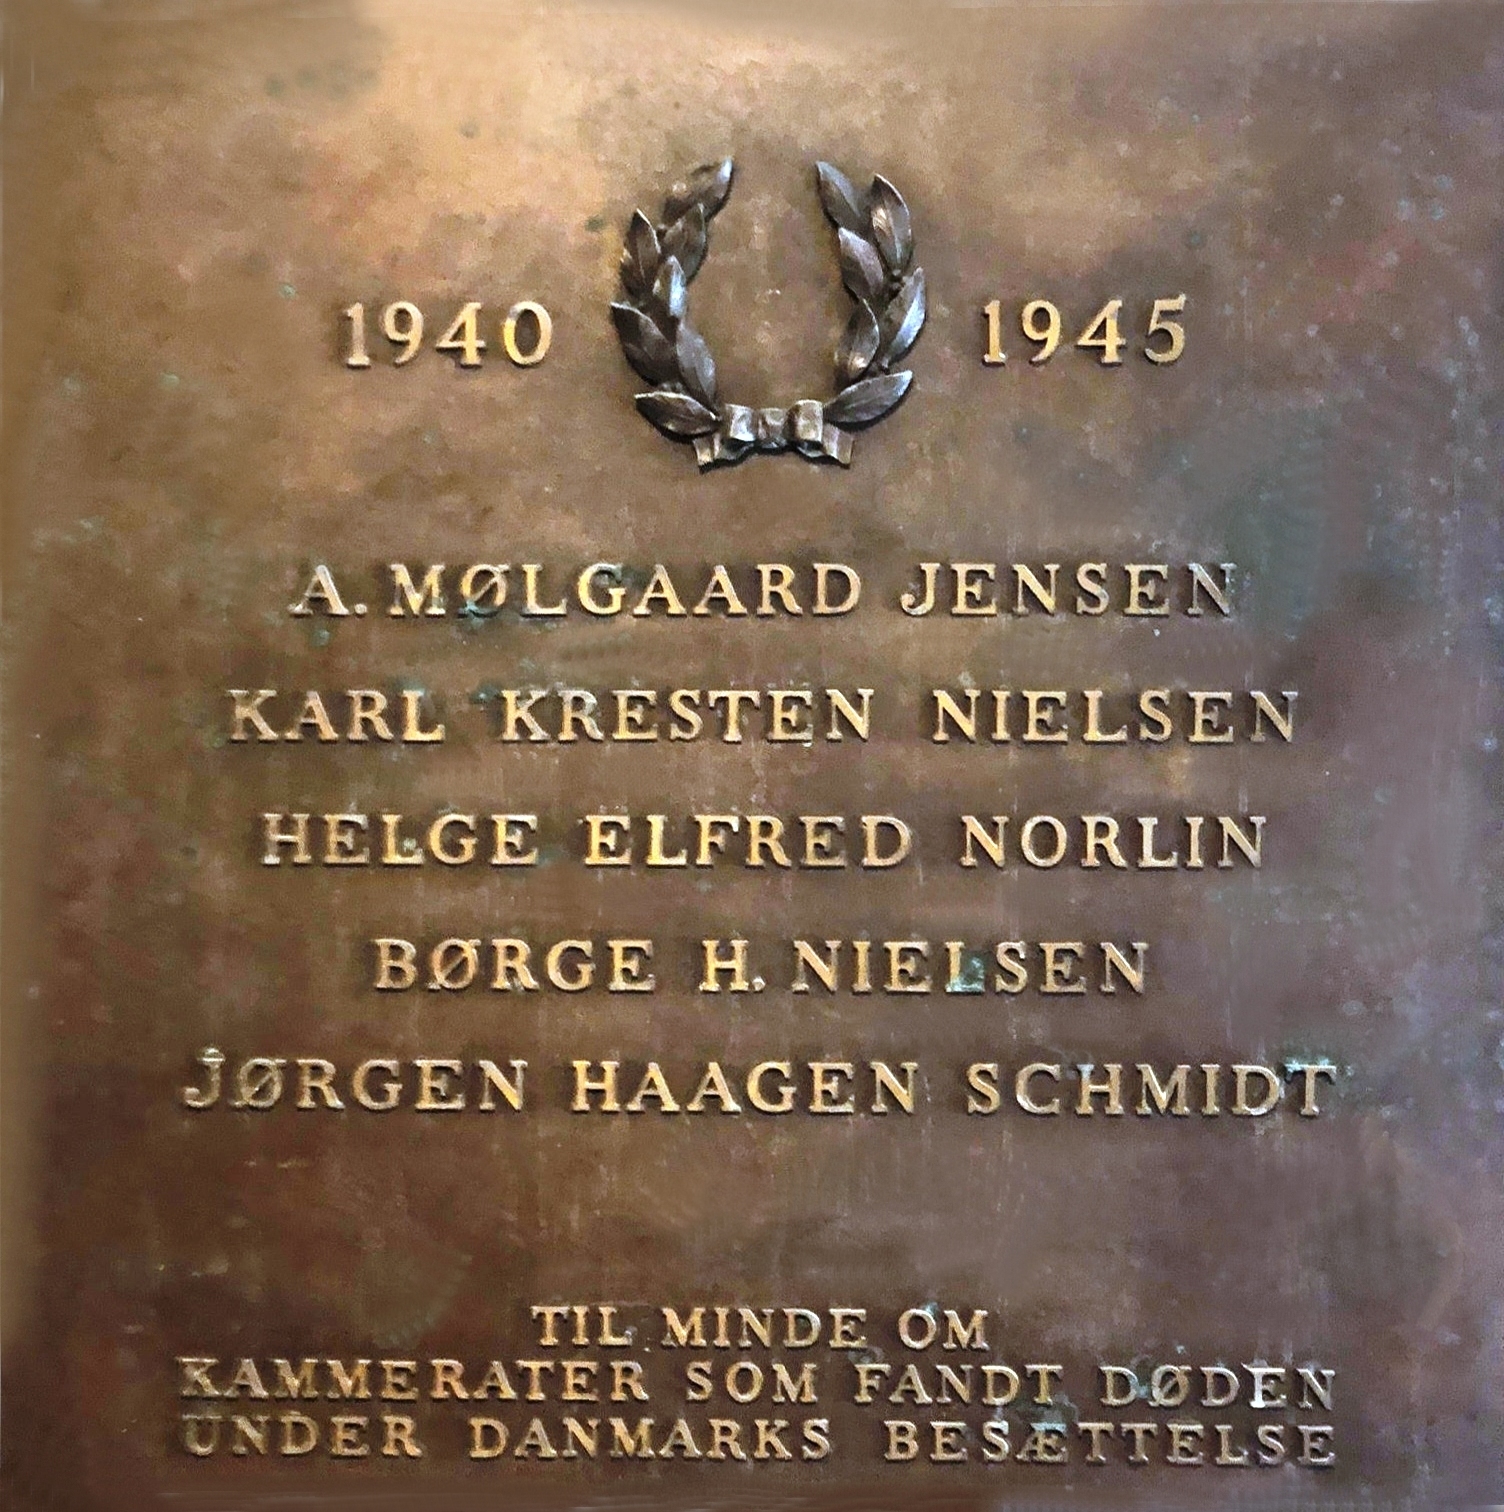 1940 1945
A. MØLGAARD JENSEN
KARL KRESTEN NIELSEN
HELGE ELFRED NORLIN
BØRGE H. NIELSEN
JØRGEN HAAGEN SCHMIDT
TIL MINDE OM
KAMMERATER SOM FANDT DØDEN
UNDER DANMARKS BESÆTTELSE